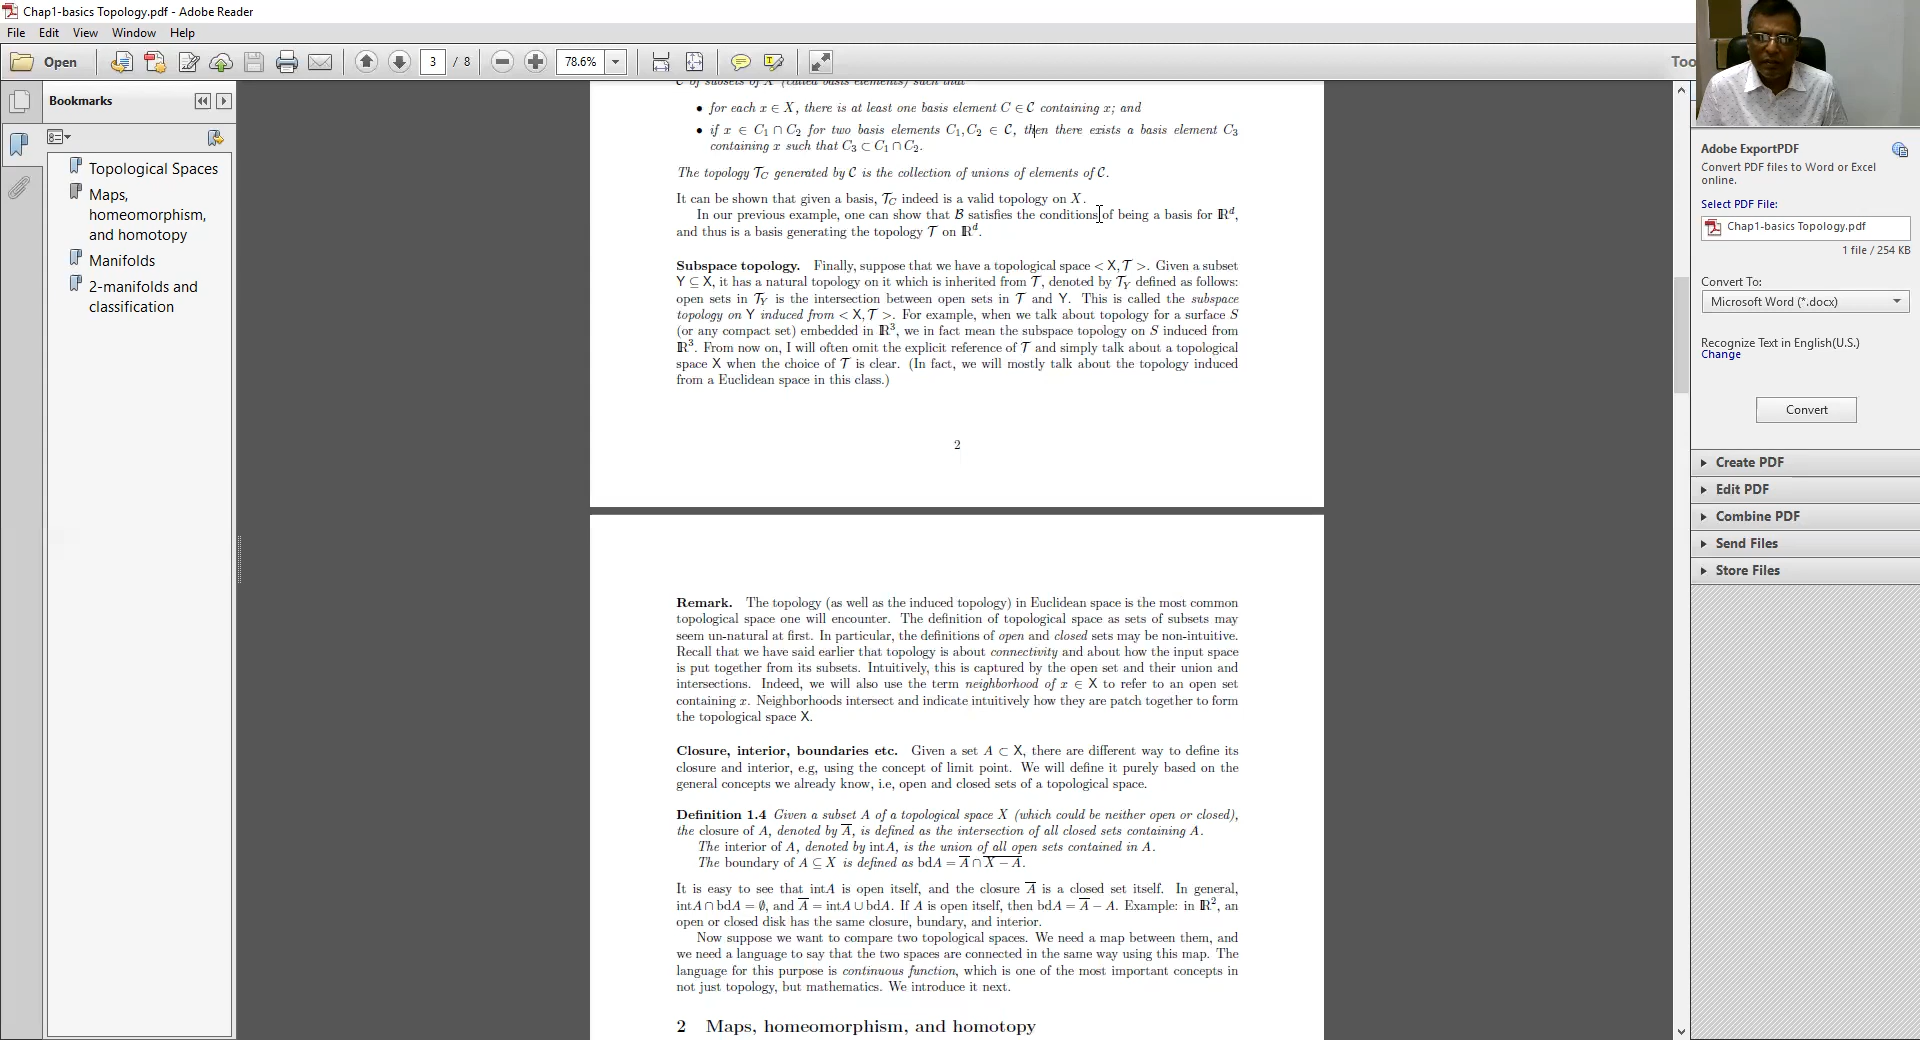 Chap1-basics Topology.pdf - Adobe Reader
File Edit View Window Help
Open 3 / 8 78.6% Too
Bookmarks
Topological Spaces
Maps,
homeomorphism,
and homotopy
Manifolds
2-manifolds and
classification
C of subsets of X (called basis elements) such that
• for each x ∈ X, there is at least one basis element C ∈ C containing x; and
• if x ∈ C₁ ∩ C₂ for two basis elements C₁, C₂ ∈ C, then there exists a basis element C₃
containing x such that C₃ ⊂ C₁ ∩ C₂.
The topology T_C generated by C is the collection of unions of elements of C.
It can be shown that given a basis, T_C indeed is a valid topology on X.
In our previous example, one can show that B satisfies the conditions of being a basis for ℝᵈ,
and thus is a basis generating the topology T on ℝᵈ.
Subspace topology. Finally, suppose that we have a topological space < X, T >. Given a subset
Y ⊆ X, it has a natural topology on it which is inherited from T, denoted by T_Y defined as follows:
open sets in T_Y is the intersection between open sets in T and Y. This is called the subspace
topology on Y induced from < X, T >. For example, when we talk about topology for a surface S
(or any compact set) embedded in ℝ³, we in fact mean the subspace topology on S induced from
ℝ³. From now on, I will often omit the explicit reference of T and simply talk about a topological
space X when the choice of T is clear. (In fact, we will mostly talk about the topology induced
from a Euclidean space in this class.)
2
Remark. The topology (as well as the induced topology) in Euclidean space is the most common
topological space one will encounter. The definition of topological space as sets of subsets may
seem un-natural at first. In particular, the definitions of open and closed sets may be non-intuitive.
Recall that we have said earlier that topology is about connectivity and about how the input space
is put together from its subsets. Intuitively, this is captured by the open set and their union and
intersections. Indeed, we will also use the term neighborhood of x ∈ X to refer to an open set
containing x. Neighborhoods intersect and indicate intuitively how they are patch together to form
the topological space X.
Closure, interior, boundaries etc. Given a set A ⊂ X, there are different way to define its
closure and interior, e.g, using the concept of limit point. We will define it purely based on the
general concepts we already know, i.e, open and closed sets of a topological space.
Definition 1.4 Given a subset A of a topological space X (which could be neither open or closed),
the closure of A, denoted by A̅, is defined as the intersection of all closed sets containing A.
The interior of A, denoted by intA, is the union of all open sets contained in A.
The boundary of A ⊆ X is defined as bdA = A̅ ∩ X̅ ̅−̅ ̅A̅.
It is easy to see that intA is open itself, and the closure A̅ is a closed set itself. In general,
intA ∩ bdA = ∅, and A̅ = intA ∪ bdA. If A is open itself, then bdA = A̅ − A. Example: in ℝ², an
open or closed disk has the same closure, bundary, and interior.
Now suppose we want to compare two topological spaces. We need a map between them, and
we need a language to say that the two spaces are connected in the same way using this map. The
language for this purpose is continuous function, which is one of the most important concepts in
not just topology, but mathematics. We introduce it next.
2 Maps, homeomorphism, and homotopy
Adobe ExportPDF
Convert PDF files to Word or Excel
online.
Select PDF File:
Chap1-basics Topology.pdf
1 file / 254 KB
Convert To:
Microsoft Word (*.docx)
Recognize Text in English(U.S.)
Change
Convert
Create PDF
Edit PDF
Combine PDF
Send Files
Store Files